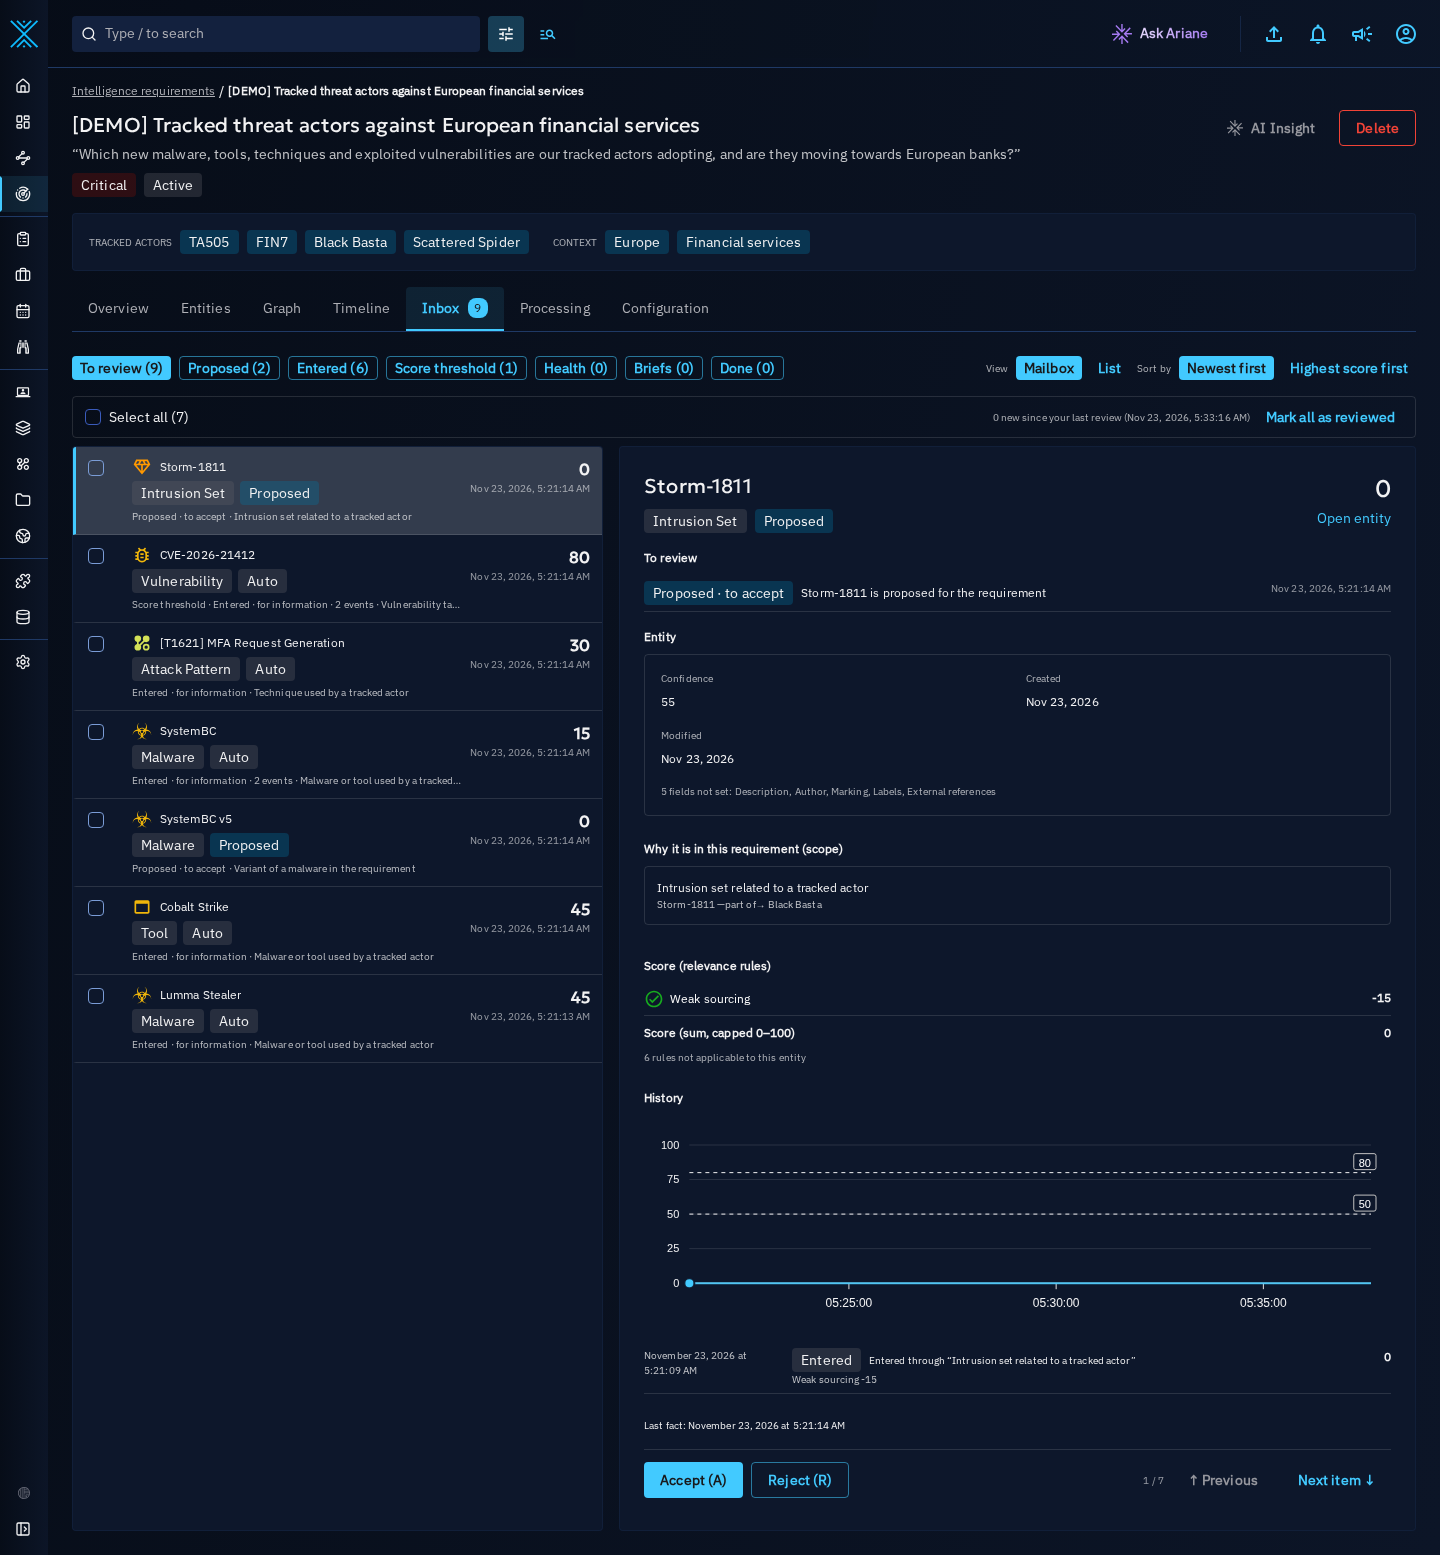 Type / to search
Ask Ariane
Intelligence requirements / [DEMO] Tracked threat actors against European financial services
[DEMO] Tracked threat actors against European financial services
AI Insight
Delete
“Which new malware, tools, techniques and exploited vulnerabilities are our tracked actors adopting, and are they moving towards European banks?”
Critical Active
TRACKED ACTORS TA505 FIN7 Black Basta Scattered Spider CONTEXT Europe Financial services
Overview Entities Graph Timeline Inbox 9 Processing Configuration
To review (9) Proposed (2) Entered (6) Score threshold (1) Health (0) Briefs (0) Done (0) View Mailbox List Sort by Newest first Highest score first
Select all (7) 0 new since your last review (Nov 23, 2026, 5:33:16 AM) Mark all as reviewed
Storm-1811 0
Intrusion Set Proposed Nov 23, 2026, 5:21:14 AM
Proposed · to accept · Intrusion set related to a tracked actor
CVE-2026-21412 80
Vulnerability Auto Nov 23, 2026, 5:21:14 AM
Score threshold · Entered · for information · 2 events · Vulnerability ta...
[T1621] MFA Request Generation 30
Attack Pattern Auto Nov 23, 2026, 5:21:14 AM
Entered · for information · Technique used by a tracked actor
SystemBC 15
Malware Auto Nov 23, 2026, 5:21:14 AM
Entered · for information · 2 events · Malware or tool used by a tracked...
SystemBC v5 0
Malware Proposed Nov 23, 2026, 5:21:14 AM
Proposed · to accept · Variant of a malware in the requirement
Cobalt Strike 45
Tool Auto Nov 23, 2026, 5:21:14 AM
Entered · for information · Malware or tool used by a tracked actor
Lumma Stealer 45
Malware Auto Nov 23, 2026, 5:21:13 AM
Entered · for information · Malware or tool used by a tracked actor
Storm-1811 0
Intrusion Set Proposed Open entity
To review
Proposed · to accept Storm-1811 is proposed for the requirement Nov 23, 2026, 5:21:14 AM
Entity
Confidence Created
55 Nov 23, 2026
Modified
Nov 23, 2026
5 fields not set: Description, Author, Marking, Labels, External references
Why it is in this requirement (scope)
Intrusion set related to a tracked actor
Storm-1811 —part of→ Black Basta
Score (relevance rules)
Weak sourcing -15
Score (sum, capped 0–100) 0
6 rules not applicable to this entity
History
100
80
75
50
50
25
0
05:25:00 05:30:00 05:35:00
November 23, 2026 at 5:21:09 AM
Entered Entered through “Intrusion set related to a tracked actor” 0
Weak sourcing -15
Last fact: November 23, 2026 at 5:21:14 AM
Accept (A) Reject (R) 1 / 7 ↑ Previous Next item ↓